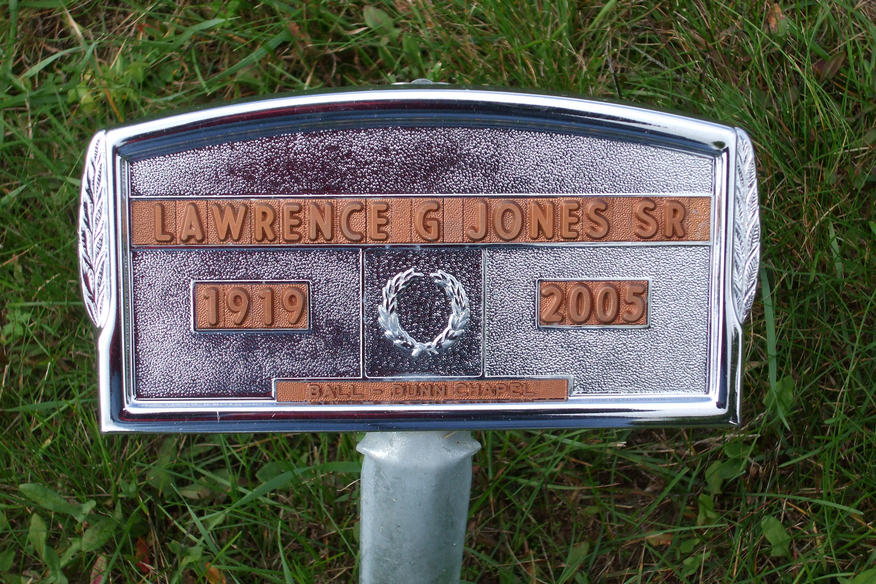 LAWRENCE G JONES SR
1919 2005
BALL - DUNN CHAPEL